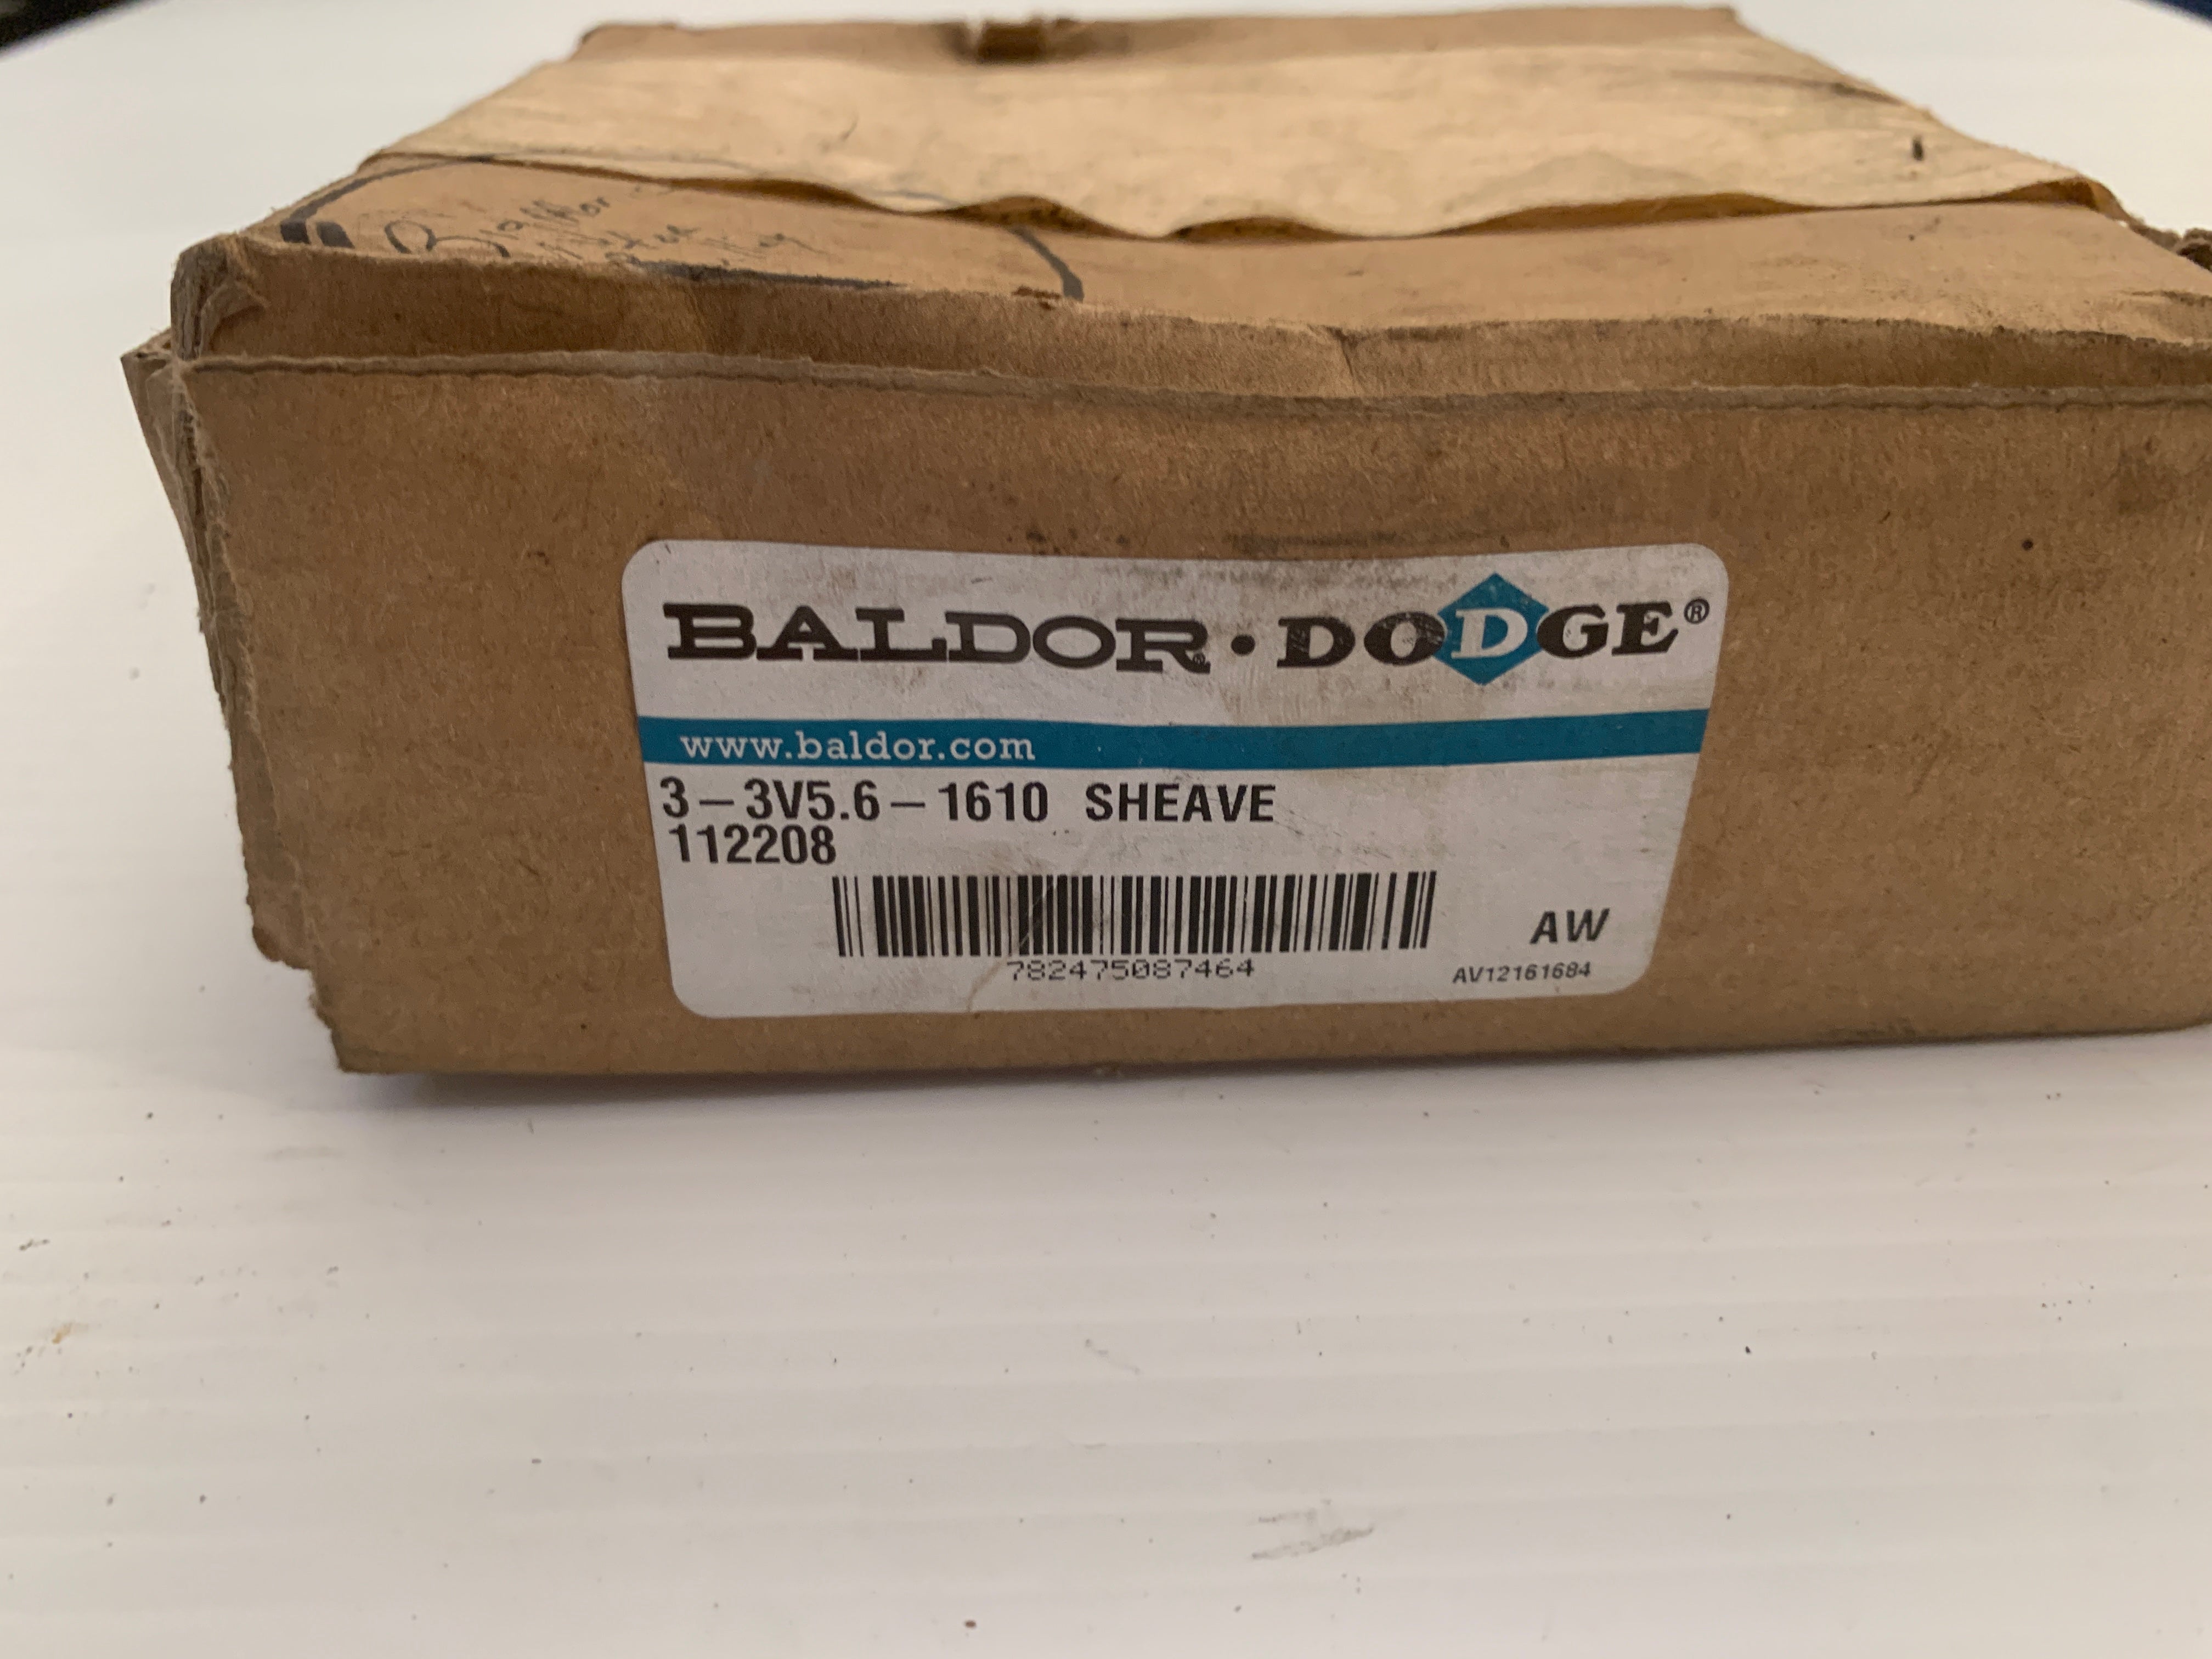 BALDOR • DODGE®
www.baldor.com
3-3V5.6-1610 SHEAVE
112208
782475087464
AW
AV12161684